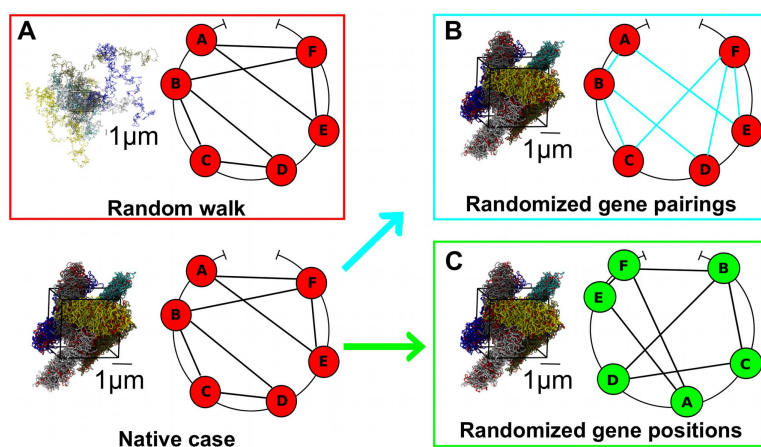 A
A
F
B
E
C
D
1μm
Random walk
B
A
F
B
E
C
D
1μm
Randomized gene pairings
A
F
B
E
C
D
1μm
Native case
C
F
B
E
D
C
A
1μm
Randomized gene positions